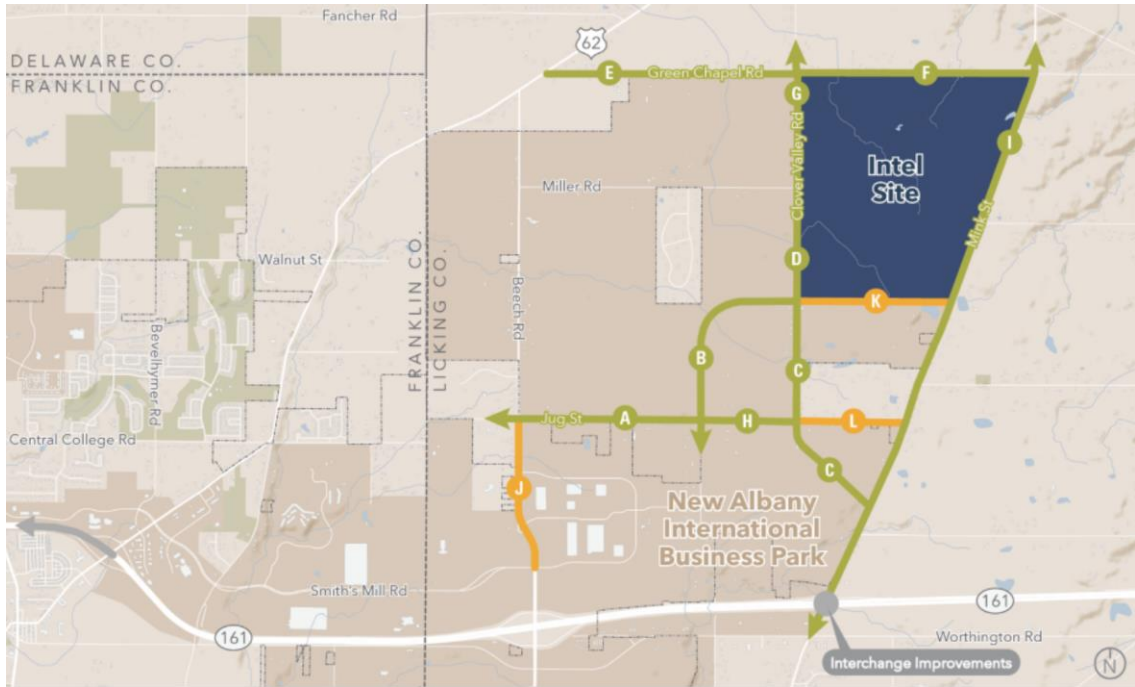 Fancher Rd
62
DELAWARE CO.
FRANKLIN CO.
E
Green Chapel Rd
F
G
Clover Valley Rd
I
Intel
Site
Miller Rd
Mink St
FRANKLIN CO.
LICKING CO.
Walnut St
D
Beech Rd
K
Bevelhymer Rd
B
C
Jug St
A
H
L
Central College Rd
C
J
New Albany
International
Business Park
Smith's Mill Rd
161
161
Worthington Rd
Interchange Improvements
N